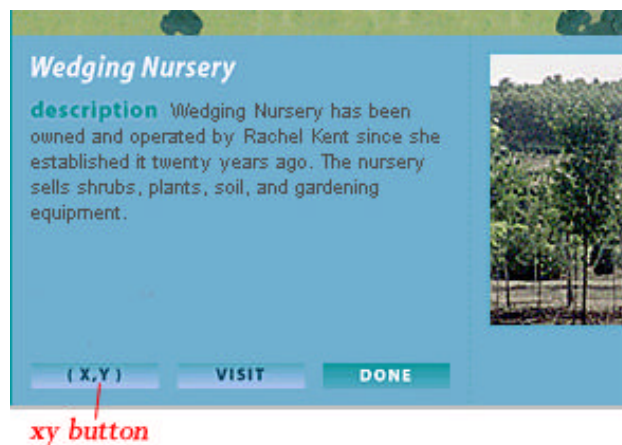 Wedging Nursery
description Wedging Nursery has been
owned and operated by Rachel Kent since she
established it twenty years ago. The nursery
sells shrubs, plants, soil, and gardening
equipment.
( X,Y ) VISIT DONE
xy button